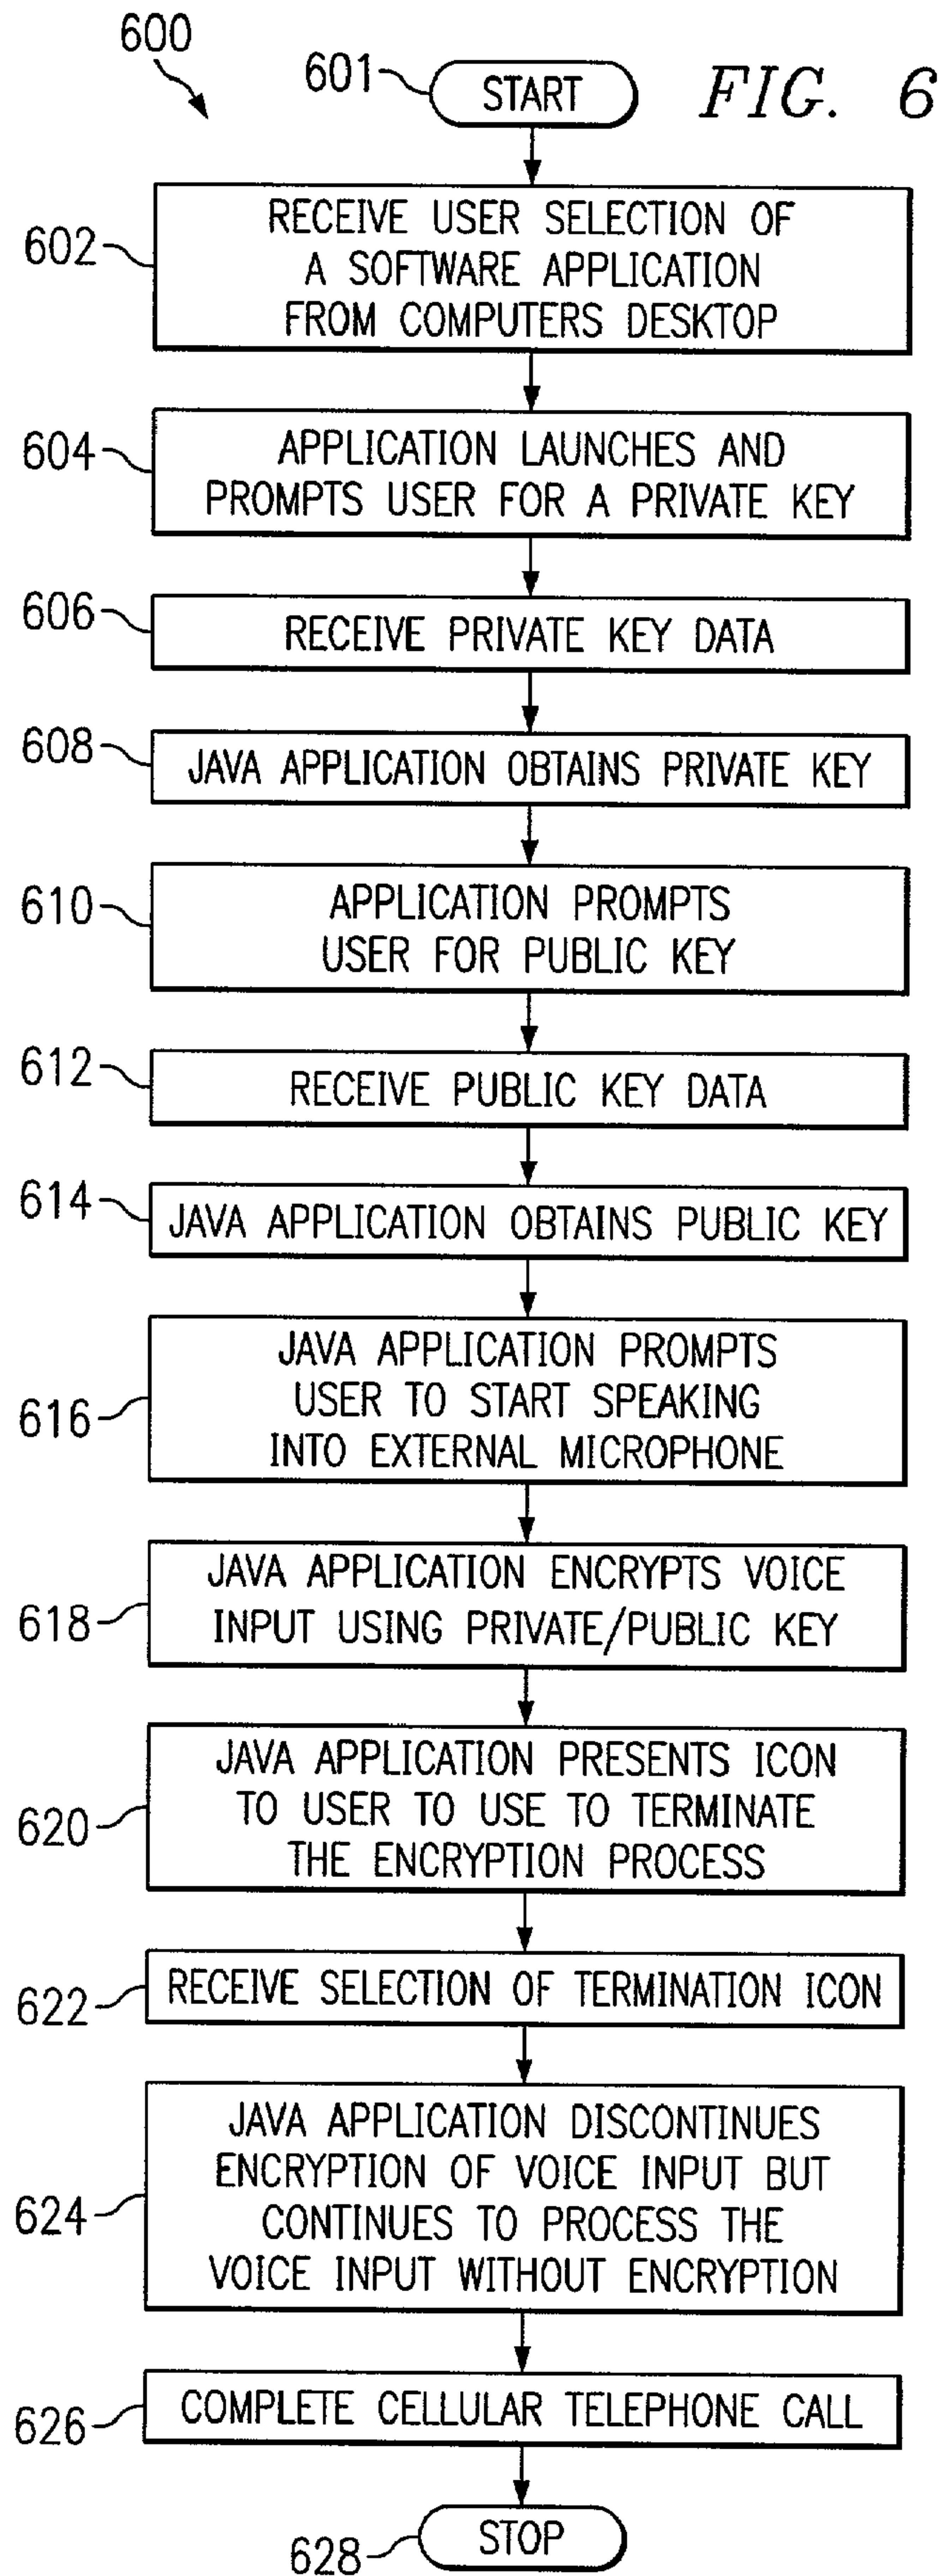 600
601
START
FIG. 6
602
RECEIVE USER SELECTION OF
A SOFTWARE APPLICATION
FROM COMPUTERS DESKTOP
604
APPLICATION LAUNCHES AND
PROMPTS USER FOR A PRIVATE KEY
606
RECEIVE PRIVATE KEY DATA
608
JAVA APPLICATION OBTAINS PRIVATE KEY
610
APPLICATION PROMPTS
USER FOR PUBLIC KEY
612
RECEIVE PUBLIC KEY DATA
614
JAVA APPLICATION OBTAINS PUBLIC KEY
616
JAVA APPLICATION PROMPTS
USER TO START SPEAKING
INTO EXTERNAL MICROPHONE
618
JAVA APPLICATION ENCRYPTS VOICE
INPUT USING PRIVATE/PUBLIC KEY
620
JAVA APPLICATION PRESENTS ICON
TO USER TO USE TO TERMINATE
THE ENCRYPTION PROCESS
622
RECEIVE SELECTION OF TERMINATION ICON
624
JAVA APPLICATION DISCONTINUES
ENCRYPTION OF VOICE INPUT BUT
CONTINUES TO PROCESS THE
VOICE INPUT WITHOUT ENCRYPTION
626
COMPLETE CELLULAR TELEPHONE CALL
628
STOP